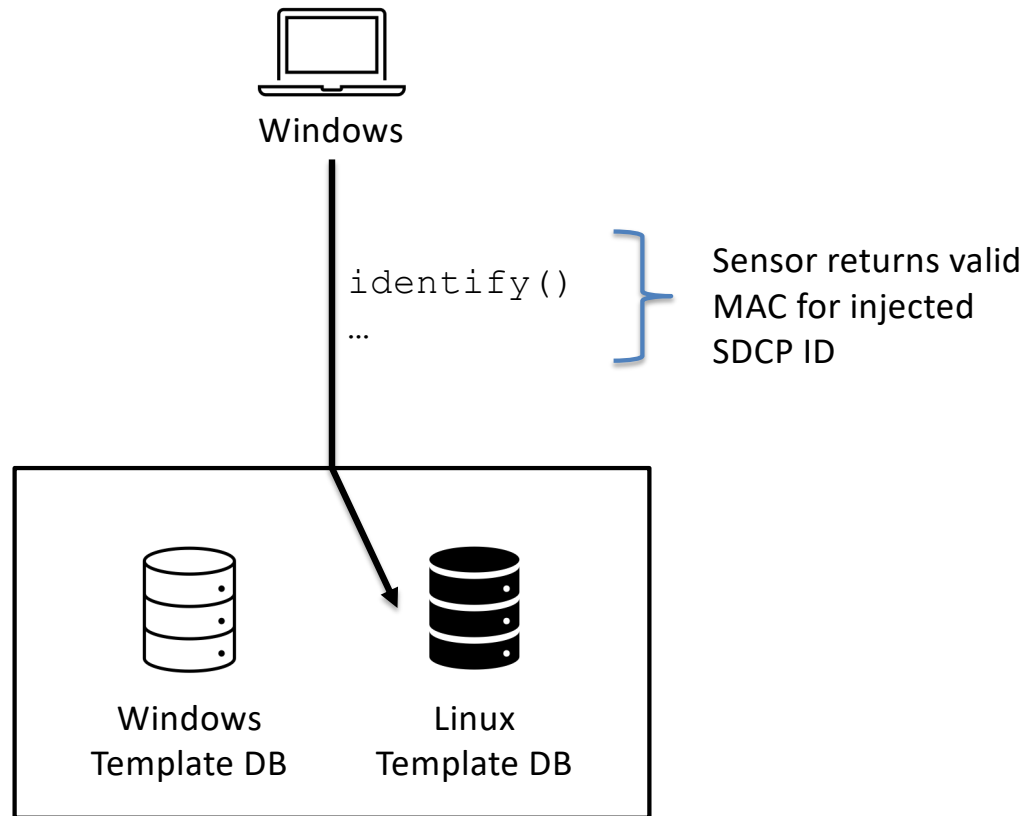 Windows
identify()
…
Sensor returns valid
MAC for injected
SDCP ID
Windows
Template DB
Linux
Template DB